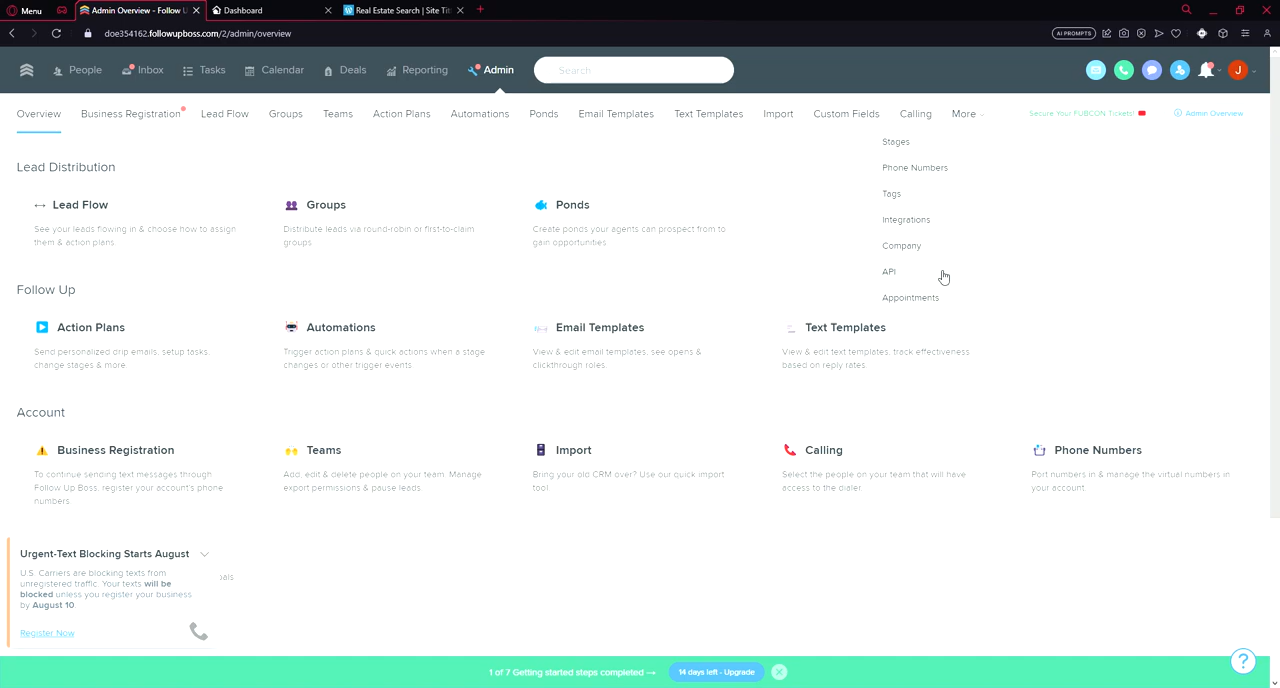 Menu
Admin Overview - Follow U
Dashboard
Real Estate Search | Site Tit
doe354162.followupboss.com/2/admin/overview
AI PROMPTS
People
Inbox
Tasks
Calendar
Deals
Reporting
Admin
Search
J
Overview
Business Registration
Lead Flow
Groups
Teams
Action Plans
Automations
Ponds
Email Templates
Text Templates
Import
Custom Fields
Calling
More
Secure Your FUBCON Tickets!
Admin Overview
Stages
Phone Numbers
Tags
Integrations
Company
API
Appointments
Lead Distribution
Lead Flow
See your leads flowing in & choose how to assign
them & action plans.
Groups
Distribute leads via round-robin or first-to-claim
groups.
Ponds
Create ponds your agents can prospect from to
gain opportunities.
Follow Up
Action Plans
Send personalized drip emails, setup tasks,
change stages & more.
Automations
Trigger action plans & quick actions when a stage
changes or other trigger events
Email Templates
View & edit email templates, see opens &
clickthrough roles.
Text Templates
View & edit text templates, track effectiveness
based on reply rates.
Account
Business Registration
To continue sending text messages through
Follow Up Boss, register your account's phone
numbers
Teams
Add, edit & delete people on your team. Manage
export permissions & pause leads.
Import
Bring your old CRM over? Use our quick import
tool.
Calling
Select the people on your team that will have
access to the dialer.
Phone Numbers
Port numbers in & manage the virtual numbers in
your account.
Urgent-Text Blocking Starts August
U.S. Carriers are blocking texts from
unregistered traffic. Your texts will be
blocked unless you register your business
by August 10.
Register Now
1 of 7 Getting started steps completed →
14 days left - Upgrade
?